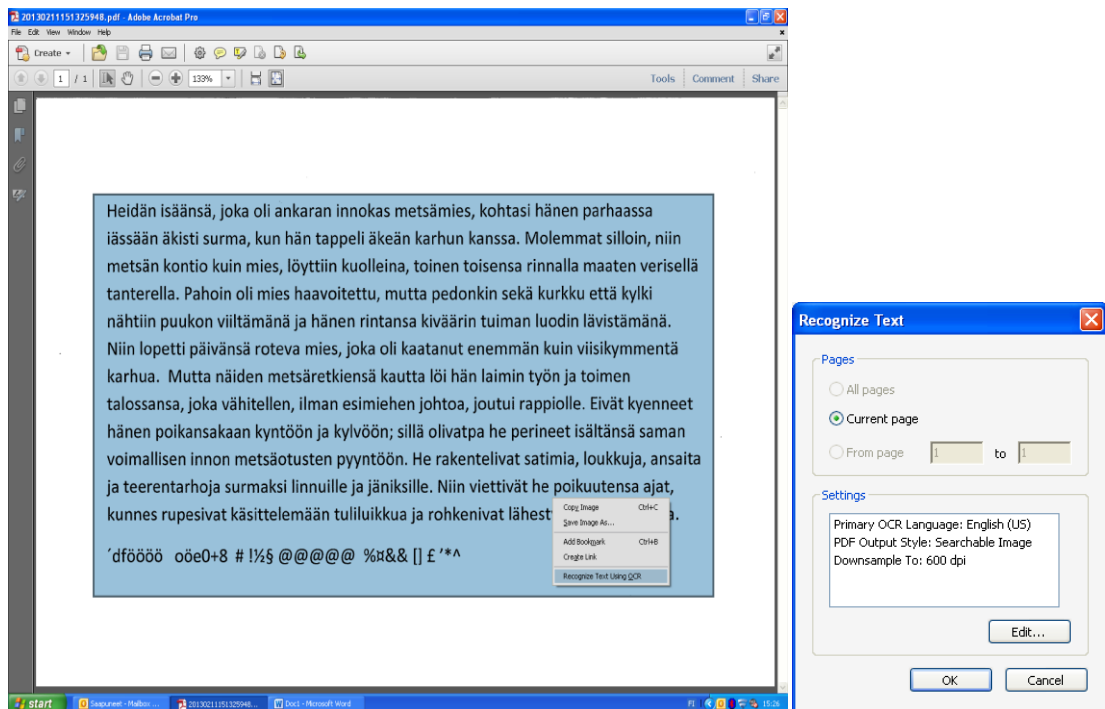 20130211151325948.pdf - Adobe Acrobat Pro
File Edit View Window Help
Create
1 / 1 133% Tools Comment Share
Heidän isäänsä, joka oli ankaran innokas metsämies, kohtasi hänen parhaassa
iässään äkisti surma, kun hän tappeli äkeän karhun kanssa. Molemmat silloin, niin
metsän kontio kuin mies, löyttiin kuolleina, toinen toisensa rinnalla maaten verisellä
tanterella. Pahoin oli mies haavoitettu, mutta pedonkin sekä kurkku että kylki
nähtiin puukon viiltämänä ja hänen rintansa kiväärin tuiman luodin lävistämänä.
Niin lopetti päivänsä roteva mies, joka oli kaatanut enemmän kuin viisikymmentä
karhua. Mutta näiden metsäretkiensä kautta löi hän laimin työn ja toimen
talossansa, joka vähitellen, ilman esimiehen johtoa, joutui rappiolle. Eivät kyenneet
hänen poikansakaan kyntöön ja kylvöön; sillä olivatpa he perineet isältänsä saman
voimallisen innon metsäotusten pyyntöön. He rakentelivat satimia, loukkuja, ansaita
ja teerentarhoja surmaksi linnuille ja jäniksille. Niin viettivät he poikuutensa ajat,
kunnes rupesivat käsittelemään tuliluikkua ja rohkenivat lähest a.
´dföööö oöe0+8 # !½§ @@@@@ %¤&& [] £ ’*^
Copy Image Ctrl+C
Save Image As...
Add Bookmark Ctrl+B
Create Link
Recognize Text Using OCR
start Saapuneet - Mailbox ... 20130211151325948... Doc1 - Microsoft Word FI 15:26
Recognize Text
Pages
All pages
Current page
From page 1 to 1
Settings
Primary OCR Language: English (US)
PDF Output Style: Searchable Image
Downsample To: 600 dpi
Edit...
OK Cancel